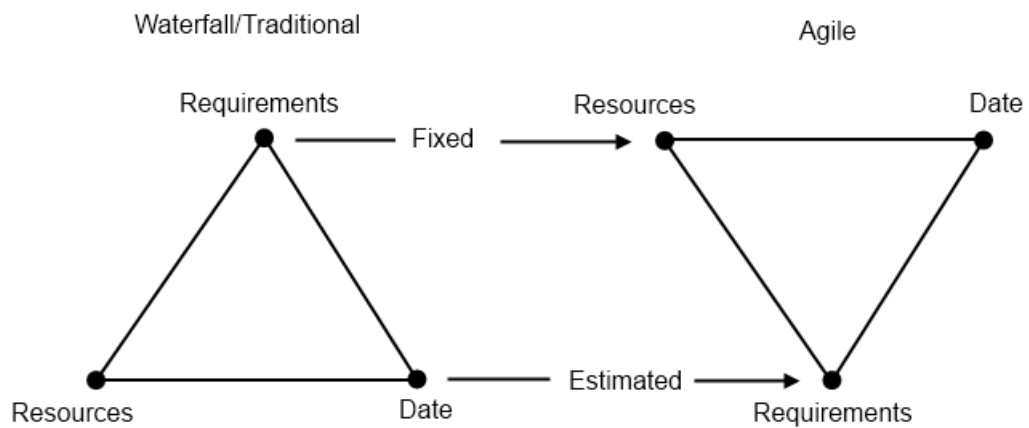 Waterfall/Traditional
Agile
Requirements
Resources
Date
Fixed
Resources
Date
Estimated
Requirements